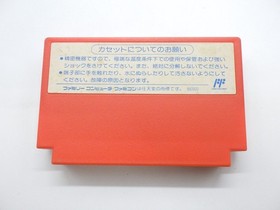 カセットについてのお願い
●精密機器ですので、極端な温度条件下での使用や保管および強い
ショックをさけてください。また、絶対に分解しないでください。
●端子部に手を触れたり、水にぬらしたりして汚さないようにして
ください。故障の原因となります。
ファミリーコンピュータ・ファミコンは任天堂の商標です。